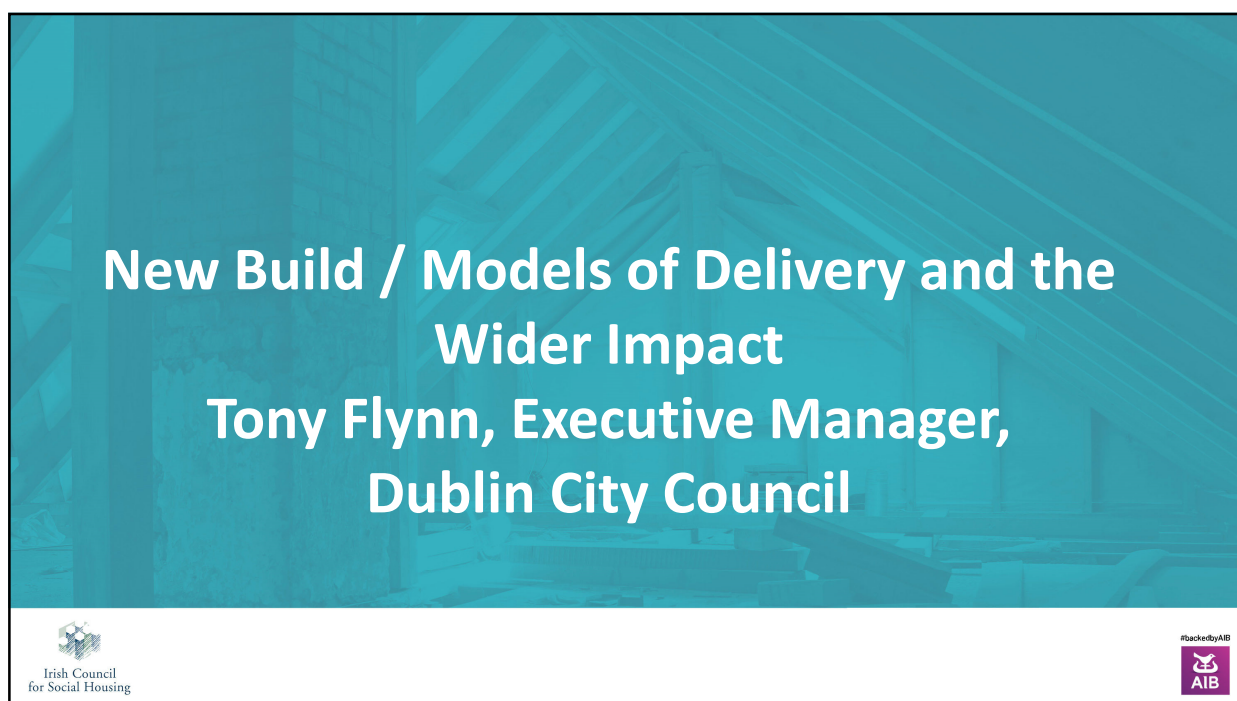 New Build / Models of Delivery and the
Wider Impact
Tony Flynn, Executive Manager,
Dublin City Council
Irish Council
for Social Housing
#backedbyAIB
AIB